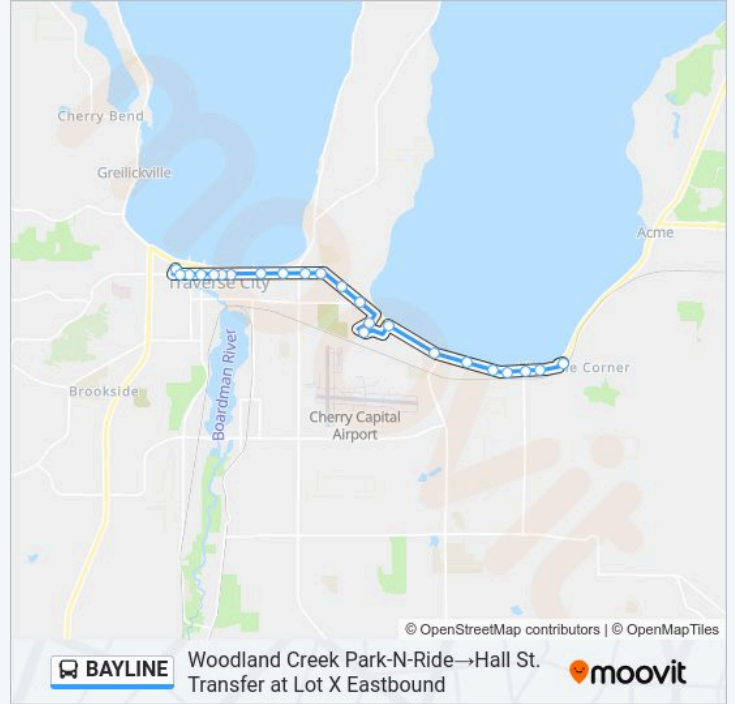 Cherry Bend
Greilickville
Acme
Traverse City
Boardman River
e Corner
Brookside
Cherry Capital
Airport
© OpenStreetMap contributors | © OpenMapTiles
BAYLINE
Woodland Creek Park-N-Ride→Hall St.
Transfer at Lot X Eastbound
moovit